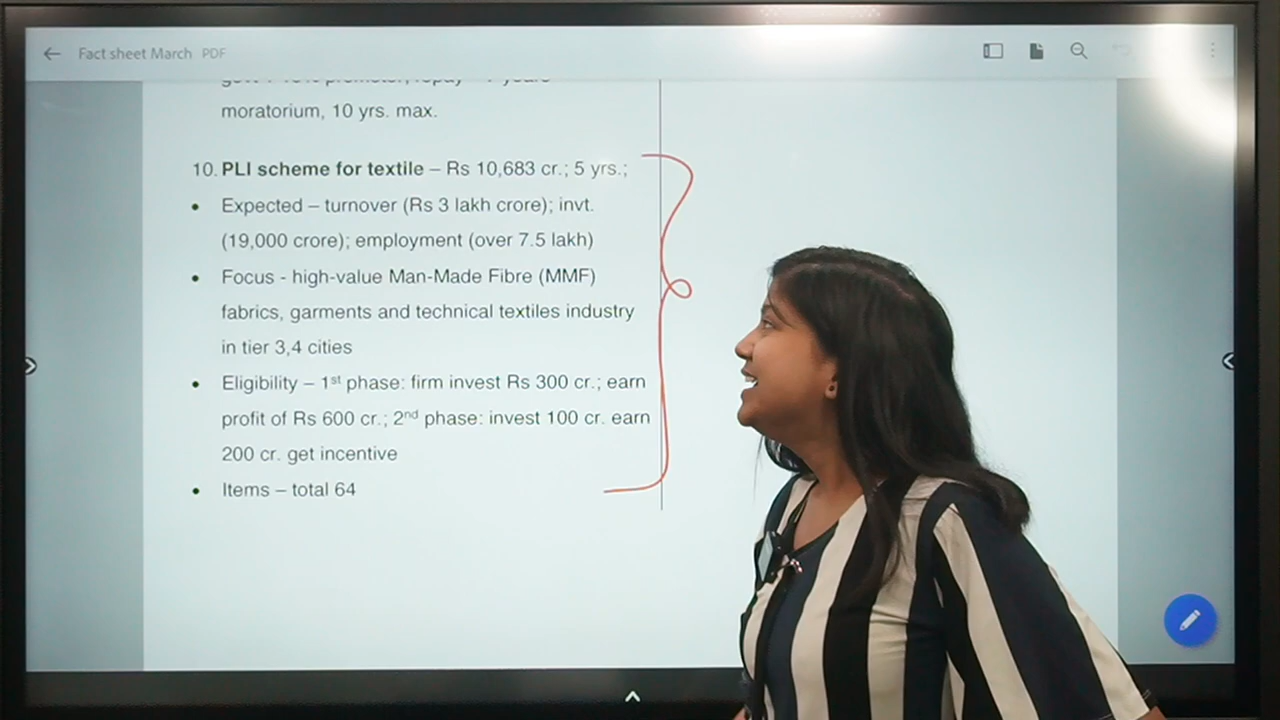 Fact sheet March PDF
moratorium, 10 yrs. max.
10. PLI scheme for textile – Rs 10,683 cr.; 5 yrs.;
• Expected – turnover (Rs 3 lakh crore); invt.
(19,000 crore); employment (over 7.5 lakh)
• Focus - high-value Man-Made Fibre (MMF)
fabrics, garments and technical textiles industry
in tier 3,4 cities
• Eligibility – 1st phase: firm invest Rs 300 cr.; earn
profit of Rs 600 cr.; 2nd phase: invest 100 cr. earn
200 cr. get incentive
• Items – total 64